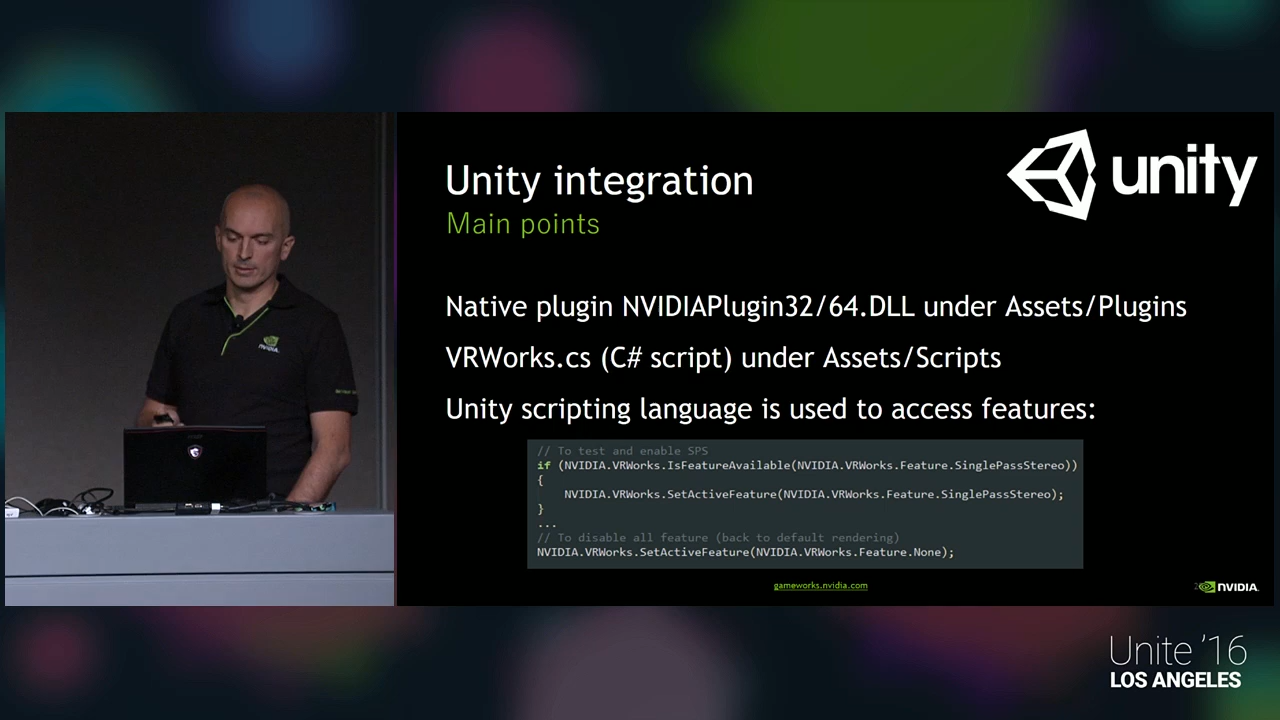 unity
Unity integration
Main points
Native plugin NVIDIAPlugin32/64.DLL under Assets/Plugins
VRWorks.cs (C# script) under Assets/Scripts
Unity scripting language is used to access features:
// To test and enable SPS
if (NVIDIA.VRWorks.IsFeatureAvailable(NVIDIA.VRWorks.Feature.SinglePassStereo))
{
NVIDIA.VRWorks.SetActiveFeature(NVIDIA.VRWorks.Feature.SinglePassStereo);
}
...
// To disable all feature (back to default rendering)
NVIDIA.VRWorks.SetActiveFeature(NVIDIA.VRWorks.Feature.None);
gameworks.nvidia.com
NVIDIA.
NVIDIA.
Unite '16
LOS ANGELES